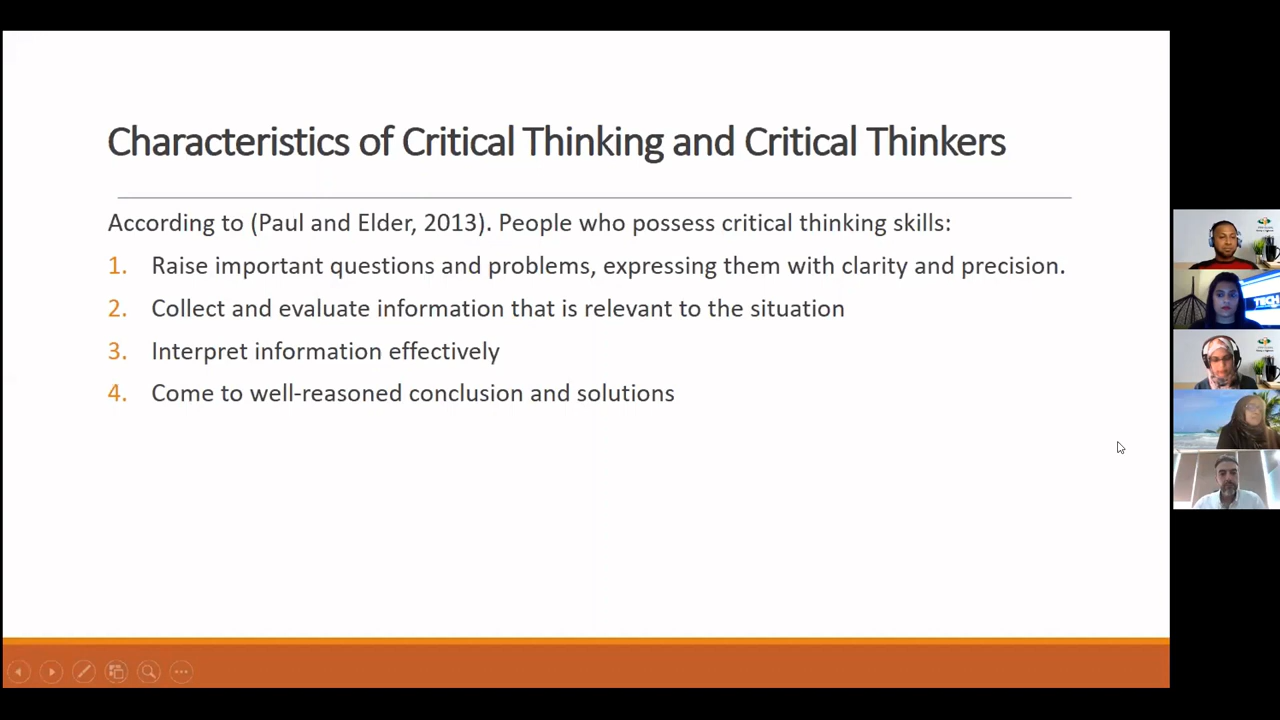 Characteristics of Critical Thinking and Critical Thinkers
According to (Paul and Elder, 2013). People who possess critical thinking skills:
1. Raise important questions and problems, expressing them with clarity and precision.
2. Collect and evaluate information that is relevant to the situation
3. Interpret information effectively
4. Come to well-reasoned conclusion and solutions